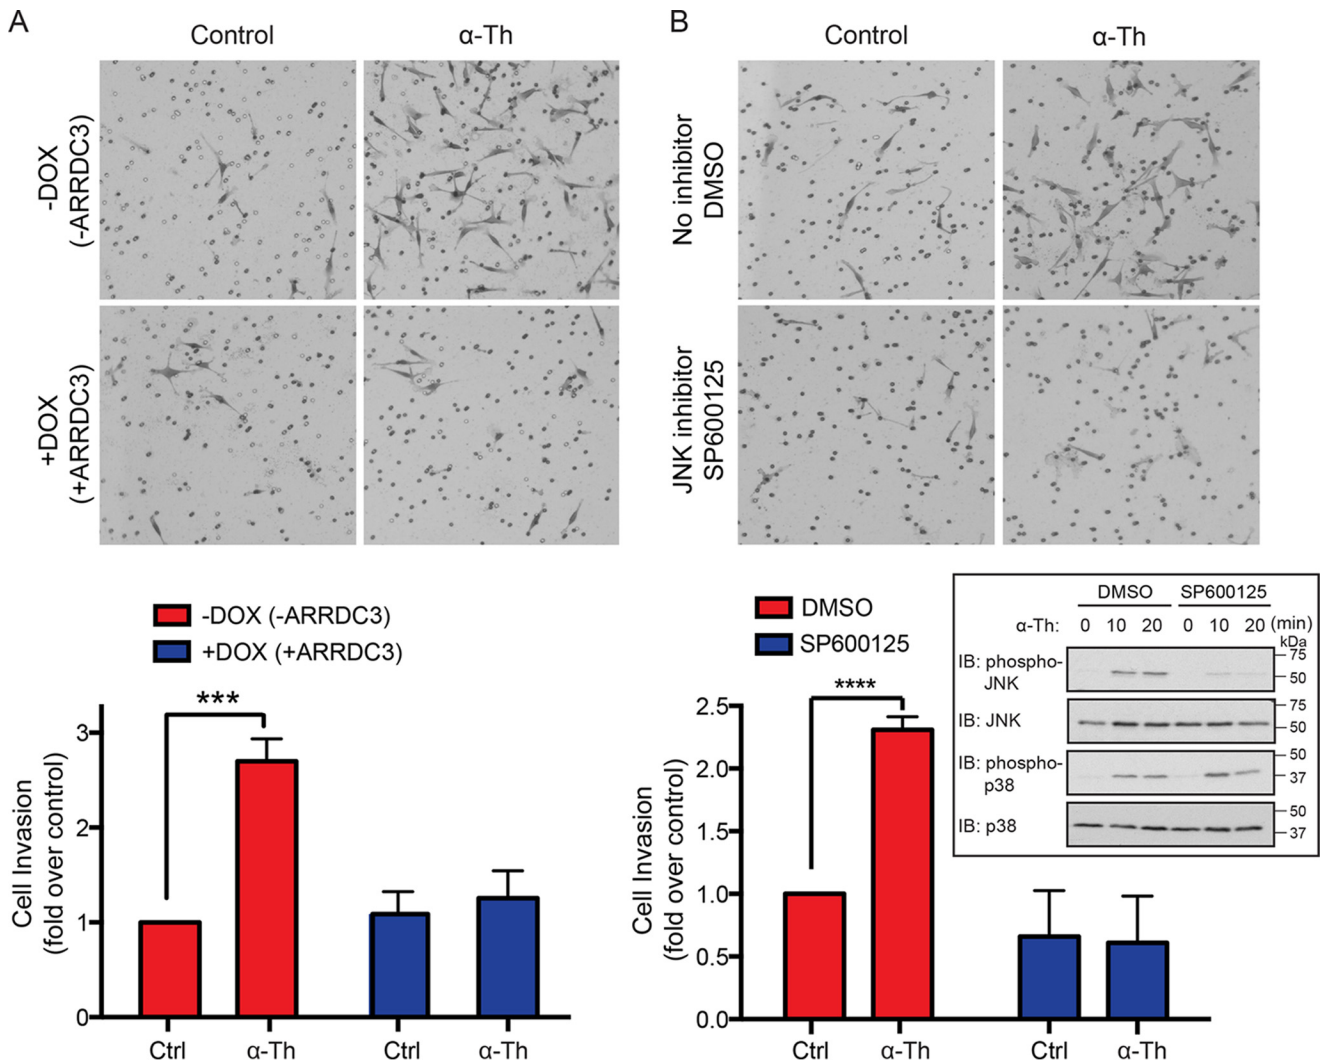 A
Control
α-Th
-DOX
(-ARRDC3)
+DOX
(+ARRDC3)
-DOX (-ARRDC3)
+DOX (+ARRDC3)
***
Cell Invasion
(fold over control)
3
2
1
0
Ctrl
α-Th
Ctrl
α-Th
B
Control
α-Th
No inhibitor
DMSO
JNK inhibitor
SP600125
DMSO
SP600125
****
Cell Invasion
(fold over control)
2.5
2.0
1.5
1.0
0.5
0.0
Ctrl
α-Th
Ctrl
α-Th
DMSO SP600125
α-Th: 0 10 20 0 10 20 (min)
kDa
IB: phospho-
JNK
75
50
IB: JNK
75
50
IB: phospho-
p38
50
37
IB: p38
50
37